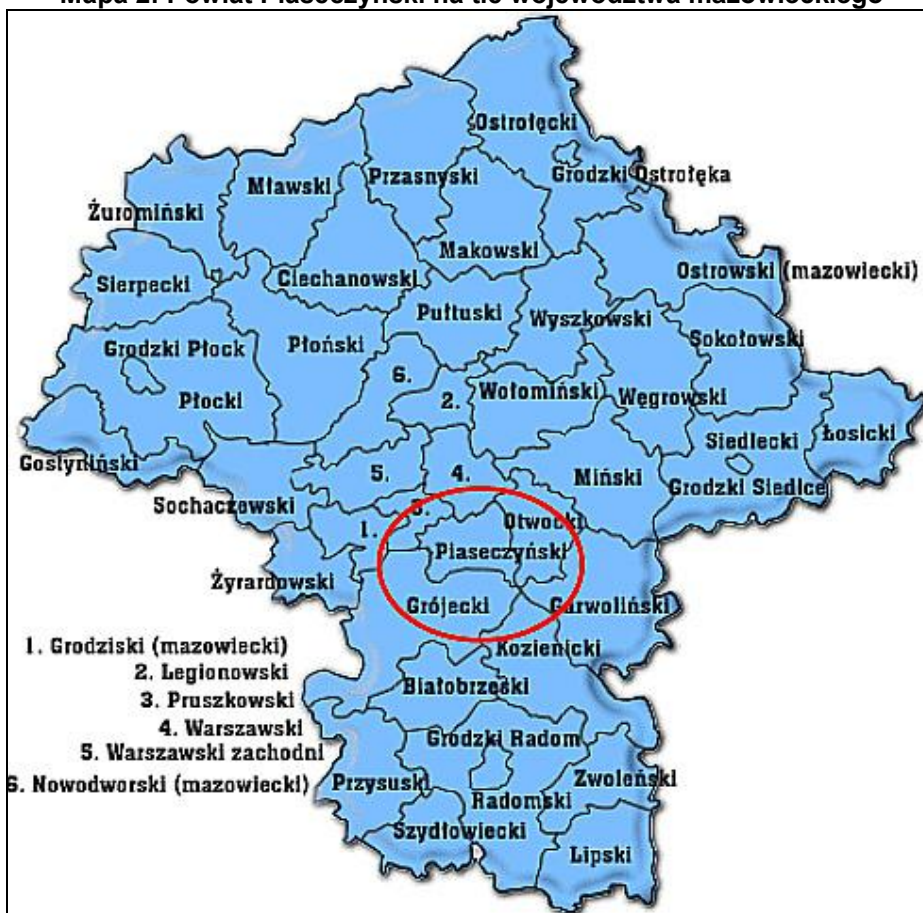 Mapa 2. Powiat Piaseczyński na tle województwa mazowieckiego
Ostrołęcki
Grodzki Ostrołęka
Przasnyski
Mławski
Żuromiński
Makowski
Ostrowski (mazowiecki)
Ciechanowski
Sierpecki
Pułtuski
Wyszkowski
Sokołowski
Grodzki Płock
Płoński
6.
2.
Wołomiński
Węgrowski
Płocki
Siedlecki
Łosicki
Gostyniński
5.
4.
Miński
Grodzki Siedlce
Sochaczewski
3.
Otwocki
1.
Piaseczyński
Żyrardowski
Grójecki
Garwoliński
Kozienicki
1. Grodziski (mazowiecki)
2. Legionowski
3. Pruszkowski
4. Warszawski
5. Warszawski zachodni
6. Nowodworski (mazowiecki)
Białobrzeski
Grodzki Radom
Przysuski
Zwoleński
Radomski
Szydłowiecki
Lipski